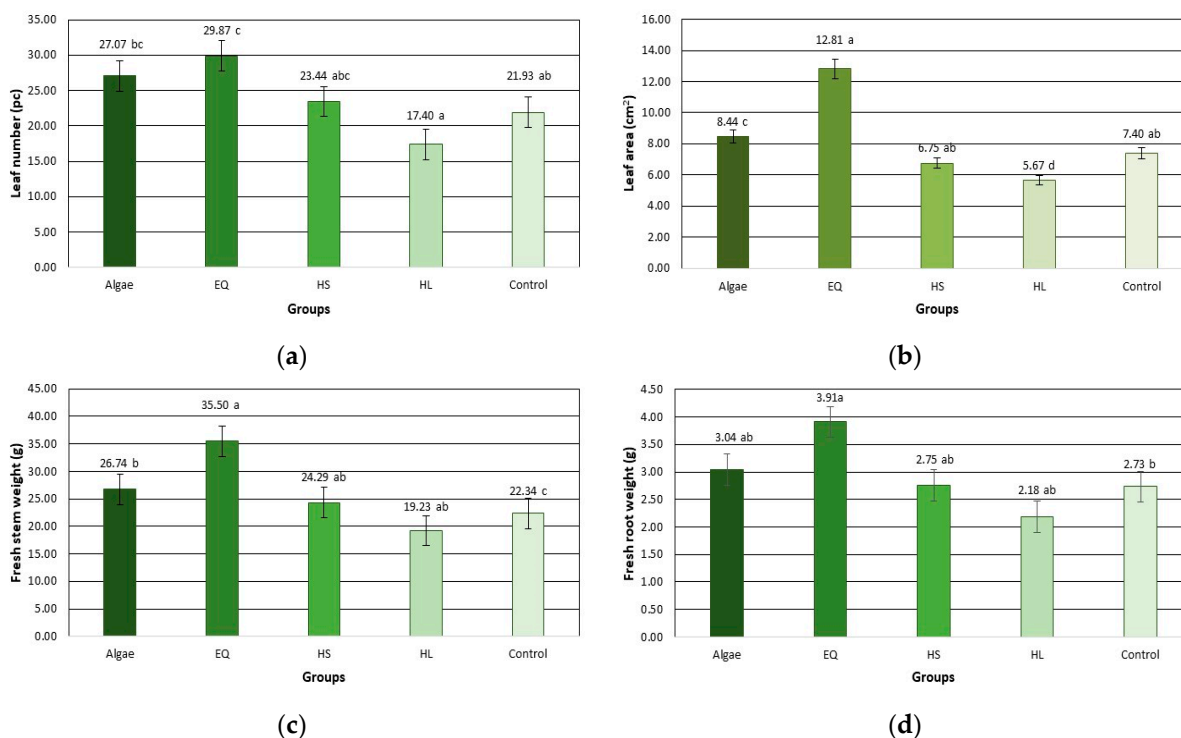 35.00
30.00
25.00
20.00
15.00
10.00
5.00
0.00
Leaf number (pc)
27.07 bc
29.87 c
23.44 abc
17.40 a
21.93 ab
Algae EQ HS HL Control
Groups
(a)
16.00
14.00
12.00
10.00
8.00
6.00
4.00
2.00
0.00
Leaf area (cm²)
8.44 c
12.81 a
6.75 ab
5.67 d
7.40 ab
Algae EQ HS HL Control
Groups
(b)
45.00
40.00
35.00
30.00
25.00
20.00
15.00
10.00
5.00
0.00
Fresh stem weight (g)
26.74 b
35.50 a
24.29 ab
19.23 ab
22.34 c
Algae EQ HS HL Control
Groups
(c)
4.50
4.00
3.50
3.00
2.50
2.00
1.50
1.00
0.50
0.00
Fresh root weight (g)
3.04 ab
3.91a
2.75 ab
2.18 ab
2.73 b
Algae EQ HS HL Control
Groups
(d)